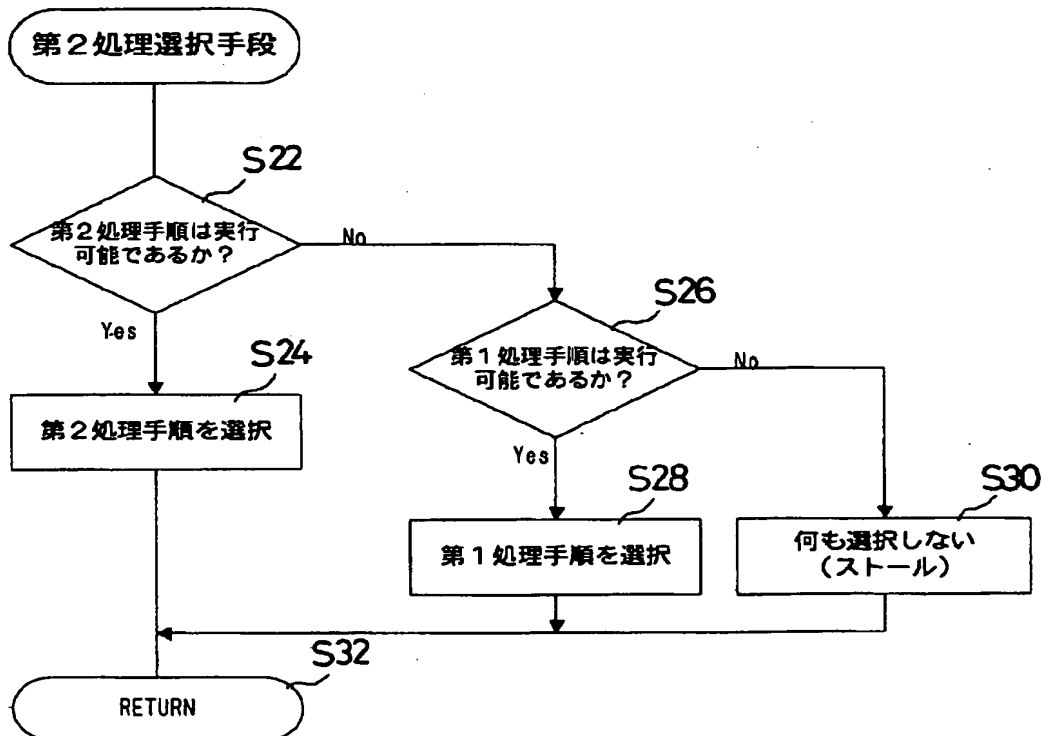 第２処理選択手段
S22
第２処理手順は実行
可能であるか？
No
Yes
S26
第１処理手順は実行
可能であるか？
No
S24
第２処理手順を選択
Yes
S28
第１処理手順を選択
S30
何も選択しない
（ストール）
S32
RETURN